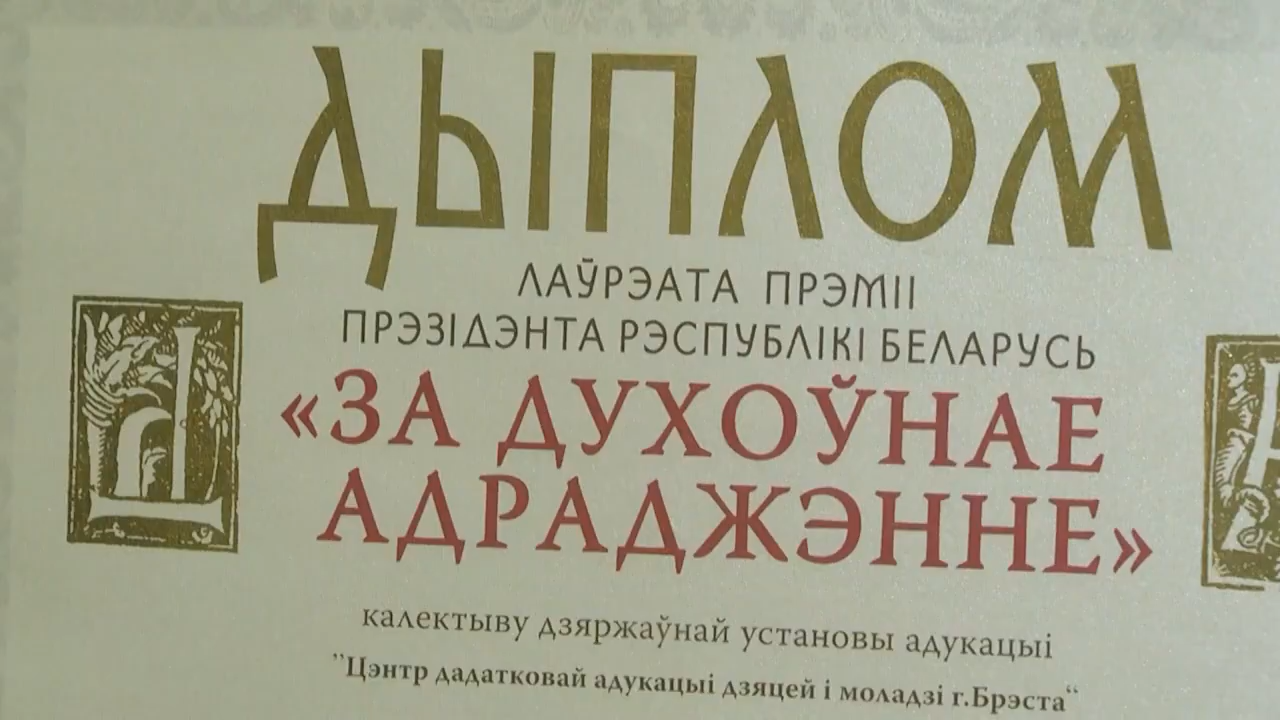 ДЫПЛОМ
ЛАЎРЭАТА ПРЭМІІ
ПРЭЗІДЭНТА РЭСПУБЛІКІ БЕЛАРУСЬ
«ЗА ДУХОЎНАЕ
АДРАДЖЭННЕ»
калектыву дзяржаўнай установы адукацыі
"Цэнтр дадатковай адукацыі дзяцей і моладзі г.Брэста“